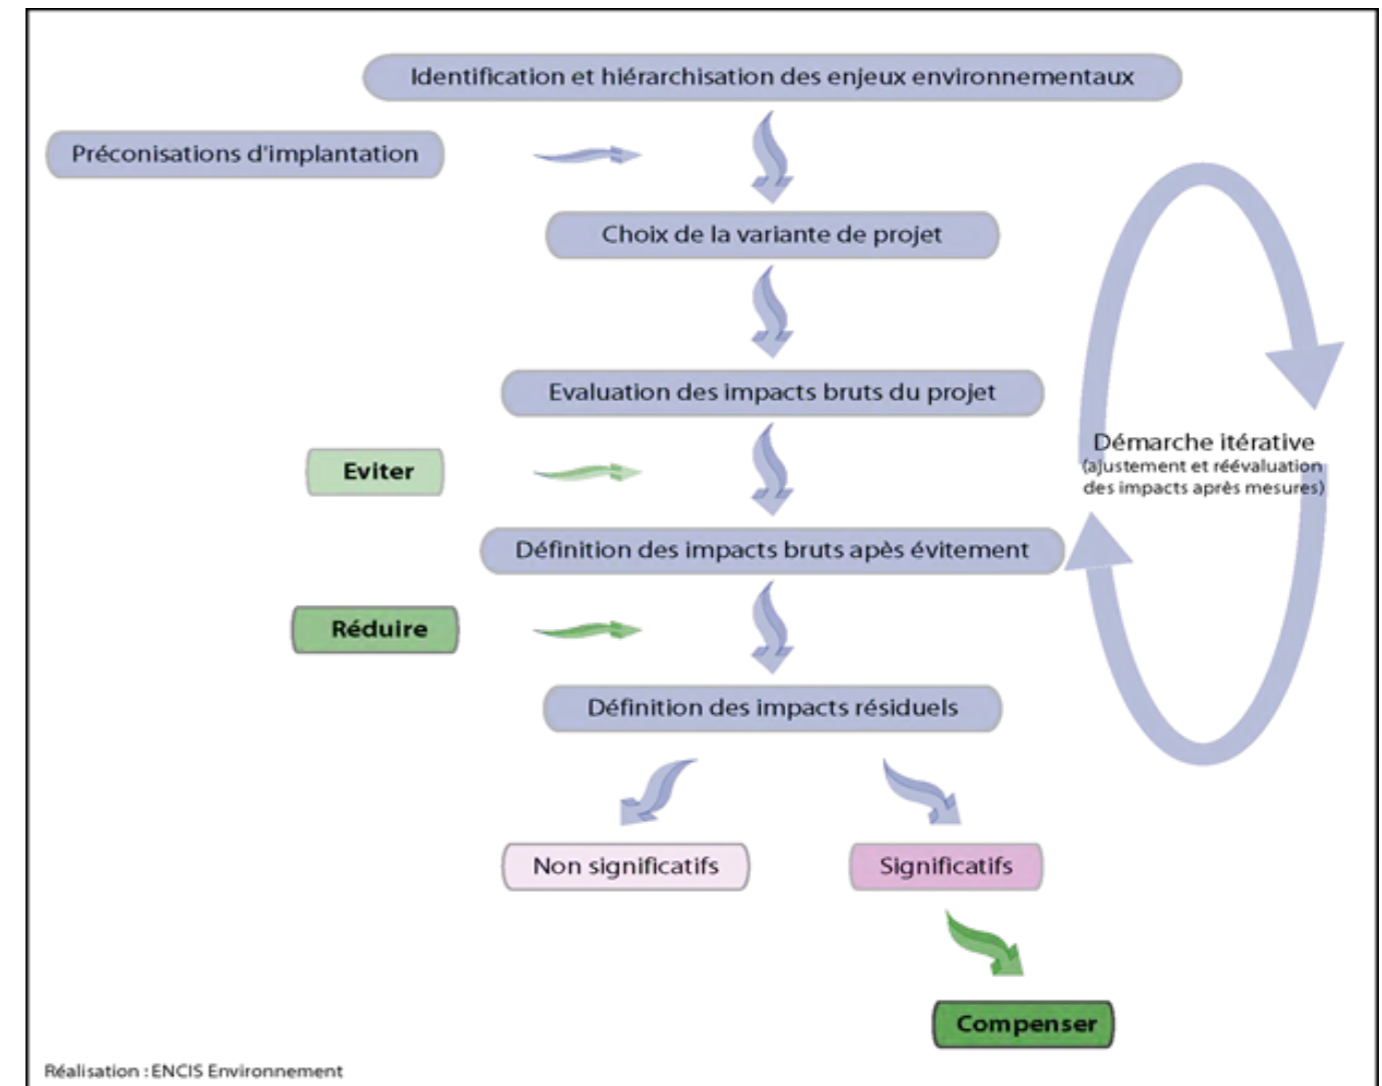 Identification et hiérarchisation des enjeux environnementaux
Préconisations d'implantation
Choix de la variante de projet
Evaluation des impacts bruts du projet
Démarche itérative
(ajustement et réévaluation
des impacts après mesures)
Eviter
Définition des impacts bruts apès évitement
Réduire
Définition des impacts résiduels
Non significatifs
Significatifs
Compenser
Réalisation : ENCIS Environnement